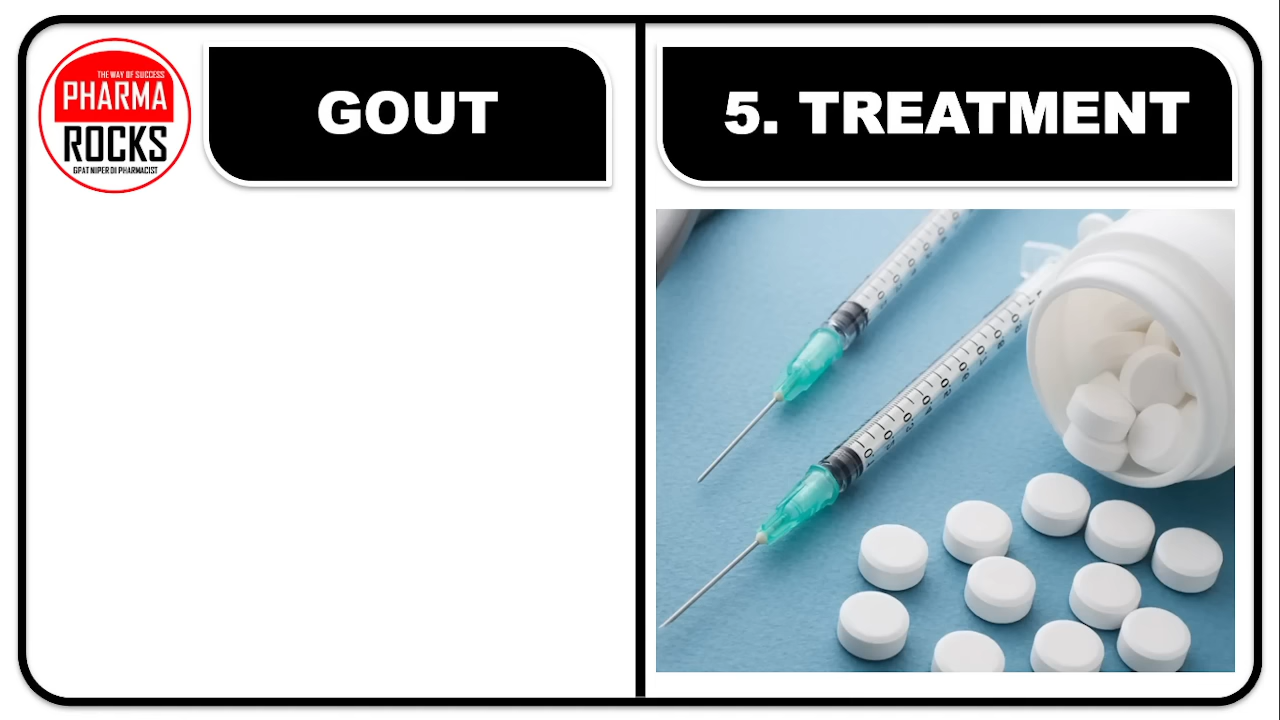 THE WAY OF SUCCESS
PHARMA
ROCKS
GPAT NIPER DI PHARMACIST
GOUT
5. TREATMENT